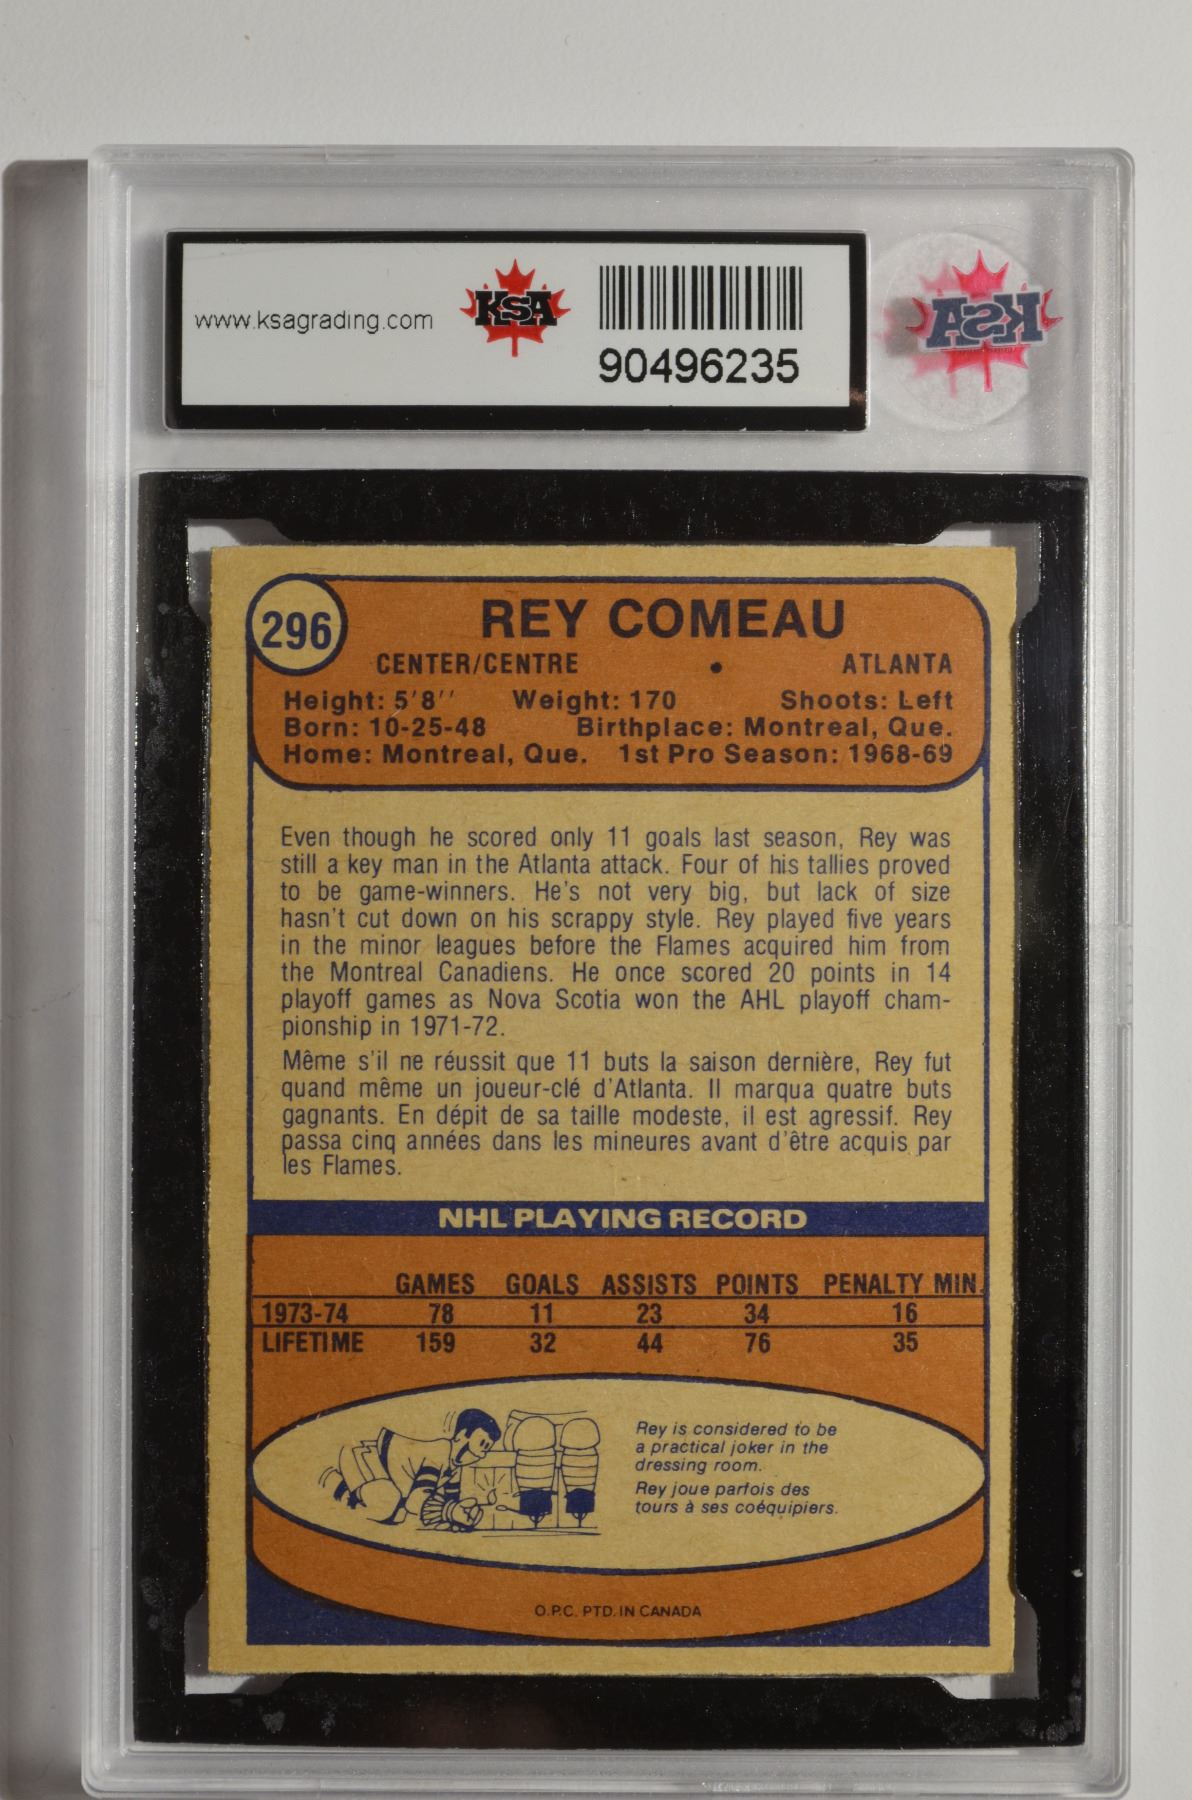 www.ksagrading.com
KSA
90496235
KSA
296
REY COMEAU
CENTER/CENTRE • ATLANTA
Height: 5'8'' Weight: 170 Shoots: Left
Born: 10-25-48 Birthplace: Montreal, Que.
Home: Montreal, Que. 1st Pro Season: 1968-69
Even though he scored only 11 goals last season, Rey was
still a key man in the Atlanta attack. Four of his tallies proved
to be game-winners. He's not very big, but lack of size
hasn't cut down on his scrappy style. Rey played five years
in the minor leagues before the Flames acquired him from
the Montreal Canadiens. He once scored 20 points in 14
playoff games as Nova Scotia won the AHL playoff cham-
pionship in 1971-72.
Même s'il ne réussit que 11 buts la saison dernière, Rey fut
quand même un joueur-clé d'Atlanta. Il marqua quatre buts
gagnants. En dépit de sa taille modeste, il est agressif. Rey
passa cinq années dans les mineures avant d'être acquis par
les Flames.
NHL PLAYING RECORD
GAMES GOALS ASSISTS POINTS PENALTY MIN.
1973-74 78 11 23 34 16
LIFETIME 159 32 44 76 35
Rey is considered to be
a practical joker in the
dressing room.
Rey joue parfois des
tours à ses coéquipiers.
O.P.C. PTD. IN CANADA